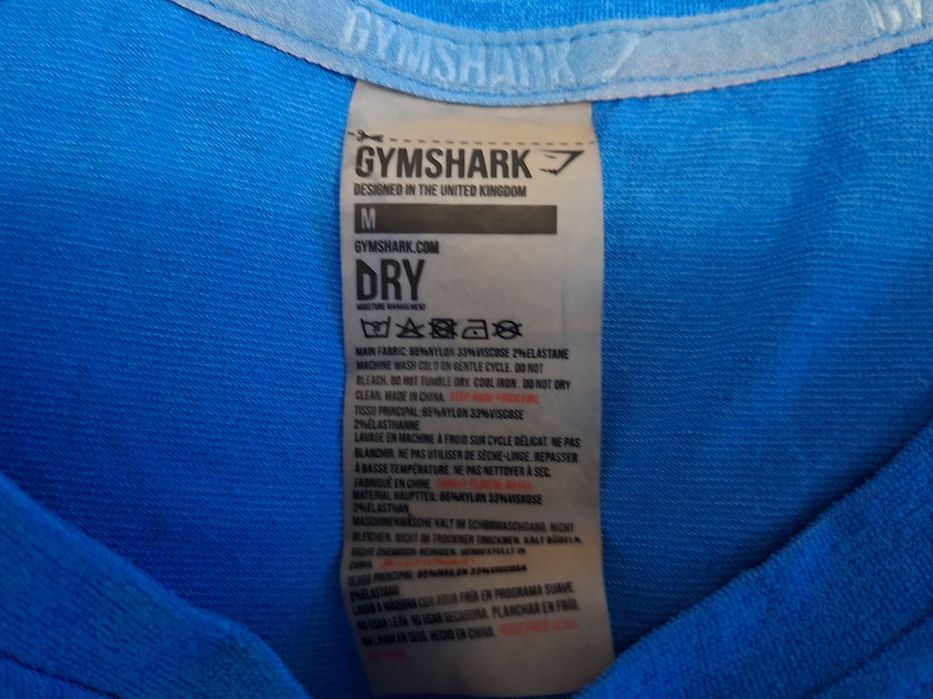 GYMSHARK
GYMSHARK
DESIGNED IN THE UNITED KINGDOM
M
GYMSHARK.COM
DRY
MOISTURE MANAGEMENT
MAIN FABRIC: 65%NYLON 33%VISCOSE 2%ELASTANE
MACHINE WASH COLD ON GENTLE CYCLE. DO NOT
BLEACH. DO NOT TUMBLE DRY. COOL IRON. DO NOT DRY
CLEAN. MADE IN CHINA. KEEP AWAY FROM FIRE
TISSU PRINCIPAL: 65%NYLON 33%VISCOSE
2%ÉLASTHANNE
LAVAGE EN MACHINE À FROID SUR CYCLE DÉLICAT. NE PAS
BLANCHIR. NE PAS UTILISER DE SÈCHE-LINGE. REPASSER
À BASSE TEMPÉRATURE. NE PAS NETTOYER À SEC.
FABRIQUÉ EN CHINE.
MATERIAL HAUPTTEIL: 65%NYLON 33%VISKOSE
2%ELASTHAN
MASCHINENWÄSCHE KALT IM SCHONWASCHGANG. NICHT
BLEICHEN. NICHT IM TROCKNER TROCKNEN. KALT BÜGELN.
NICHT CHEMISCH REINIGEN. HERGESTELLT IN
CHINA.
TEJIDO PRINCIPAL: 65%NAILON 33%VISCOSA
2%ELASTANO
LAVAR A MÁQUINA CON AGUA FRÍA EN PROGRAMA SUAVE.
NO USAR LEJÍA. NO USAR SECADORA. PLANCHAR EN FRÍO.
NO LAVAR EN SECO. HECHO EN CHINA.